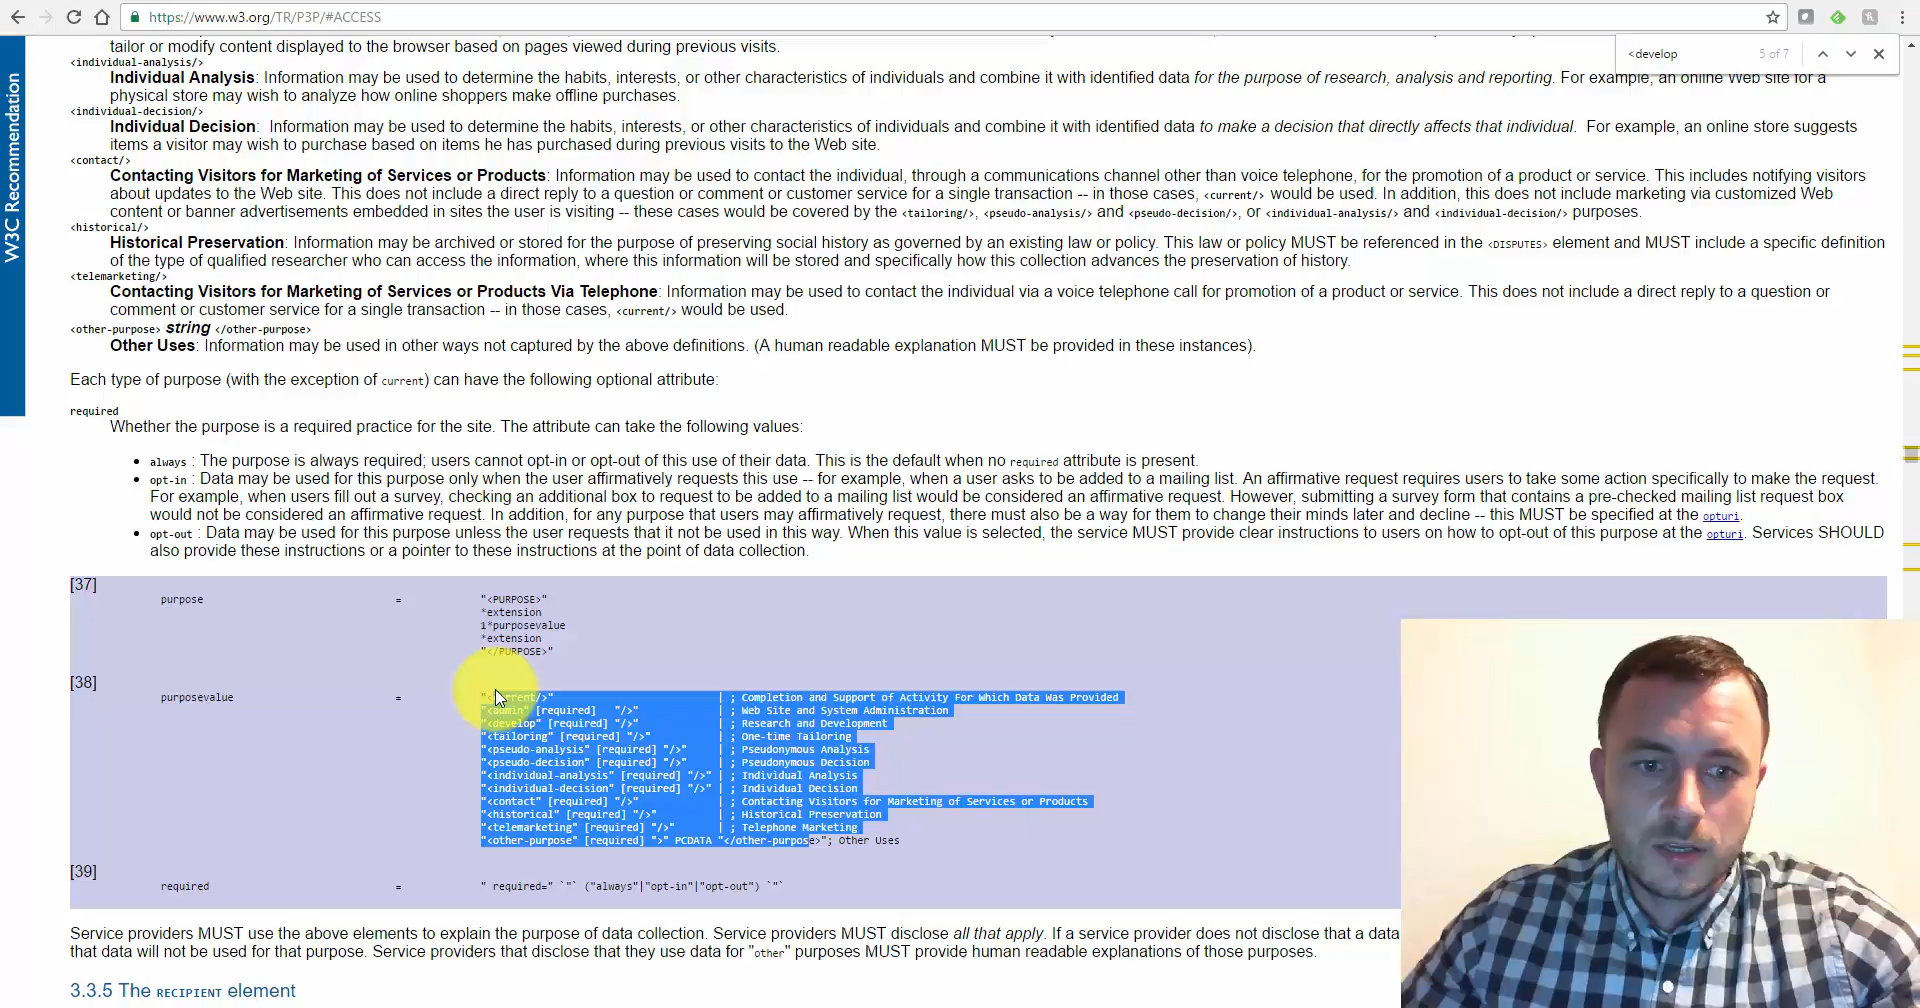 https://www.w3.org/TR/P3P/#ACCESS
<develop
5 of 7
W3C Recommendation
tailor or modify content displayed to the browser based on pages viewed during previous visits.
<individual-analysis/>
Individual Analysis: Information may be used to determine the habits, interests, or other characteristics of individuals and combine it with identified data for the purpose of research, analysis and reporting. For example, an online Web site for a
physical store may wish to analyze how online shoppers make offline purchases.
<individual-decision/>
Individual Decision: Information may be used to determine the habits, interests, or other characteristics of individuals and combine it with identified data to make a decision that directly affects that individual. For example, an online store suggests
items a visitor may wish to purchase based on items he has purchased during previous visits to the Web site.
<contact/>
Contacting Visitors for Marketing of Services or Products: Information may be used to contact the individual, through a communications channel other than voice telephone, for the promotion of a product or service. This includes notifying visitors
about updates to the Web site. This does not include a direct reply to a question or comment or customer service for a single transaction -- in those cases, <current/> would be used. In addition, this does not include marketing via customized Web
content or banner advertisements embedded in sites the user is visiting -- these cases would be covered by the <tailoring/>, <pseudo-analysis/> and <pseudo-decision/>, or <individual-analysis/> and <individual-decision/> purposes.
<historical/>
Historical Preservation: Information may be archived or stored for the purpose of preserving social history as governed by an existing law or policy. This law or policy MUST be referenced in the <DISPUTES> element and MUST include a specific definition
of the type of qualified researcher who can access the information, where this information will be stored and specifically how this collection advances the preservation of history.
<telemarketing/>
Contacting Visitors for Marketing of Services or Products Via Telephone: Information may be used to contact the individual via a voice telephone call for promotion of a product or service. This does not include a direct reply to a question or
comment or customer service for a single transaction -- in those cases, <current/> would be used.
<other-purpose> string </other-purpose>
Other Uses: Information may be used in other ways not captured by the above definitions. (A human readable explanation MUST be provided in these instances).
Each type of purpose (with the exception of current) can have the following optional attribute:
required
Whether the purpose is a required practice for the site. The attribute can take the following values:
• always : The purpose is always required; users cannot opt-in or opt-out of this use of their data. This is the default when no required attribute is present.
• opt-in : Data may be used for this purpose only when the user affirmatively requests this use -- for example, when a user asks to be added to a mailing list. An affirmative request requires users to take some action specifically to make the request.
For example, when users fill out a survey, checking an additional box to request to be added to a mailing list would be considered an affirmative request. However, submitting a survey form that contains a pre-checked mailing list request box
would not be considered an affirmative request. In addition, for any purpose that users may affirmatively request, there must also be a way for them to change their minds later and decline -- this MUST be specified at the opturi.
• opt-out : Data may be used for this purpose unless the user requests that it not be used in this way. When this value is selected, the service MUST provide clear instructions to users on how to opt-out of this purpose at the opturi. Services SHOULD
also provide these instructions or a pointer to these instructions at the point of data collection.
[37]
purpose = "<PURPOSE>"
*extension
1*purposevalue
*extension
"</PURPOSE>"
[38]
purposevalue = "<current/>" | ; Completion and Support of Activity For Which Data Was Provided
"<admin" [required] "/>" | ; Web Site and System Administration
"<develop" [required] "/>" | ; Research and Development
"<tailoring" [required] "/>" | ; One-time Tailoring
"<pseudo-analysis" [required] "/>" | ; Pseudonymous Analysis
"<pseudo-decision" [required] "/>" | ; Pseudonymous Decision
"<individual-analysis" [required] "/>" | ; Individual Analysis
"<individual-decision" [required] "/>" | ; Individual Decision
"<contact" [required] "/>" | ; Contacting Visitors for Marketing of Services or Products
"<historical" [required] "/>" | ; Historical Preservation
"<telemarketing" [required] "/>" | ; Telephone Marketing
"<other-purpose" [required] ">" PCDATA "</other-purpose>"; Other Uses
[39]
required = " required=" `"` ("always"|"opt-in"|"opt-out") `"`
Service providers MUST use the above elements to explain the purpose of data collection. Service providers MUST disclose all that apply. If a service provider does not disclose that a data
that data will not be used for that purpose. Service providers that disclose that they use data for "other" purposes MUST provide human readable explanations of those purposes.
3.3.5 The RECIPIENT element